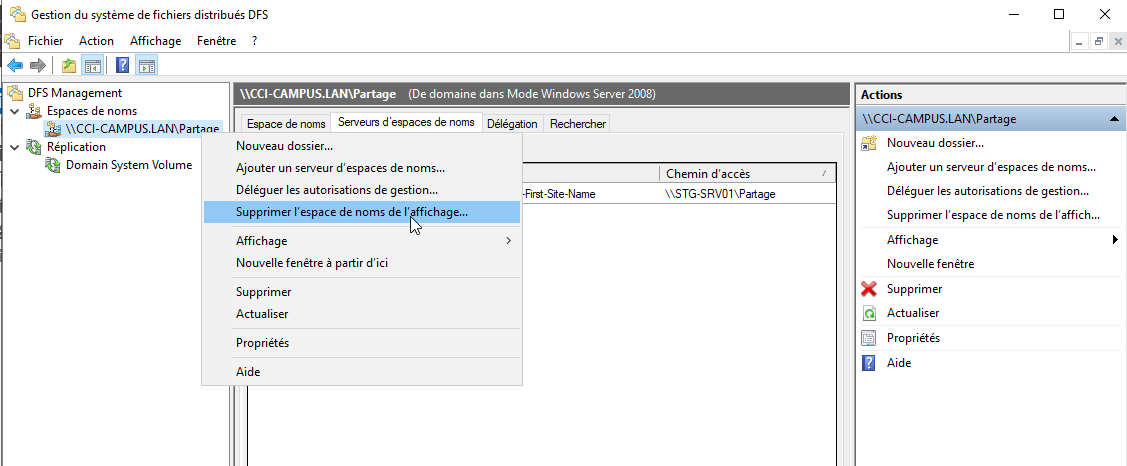 Gestion du système de fichiers distribués DFS
Fichier Action Affichage Fenêtre ?
DFS Management
Espaces de noms
\\CCI-CAMPUS.LAN\Partage
Réplication
Domain System Volume
\\CCI-CAMPUS.LAN\Partage (De domaine dans Mode Windows Server 2008)
Espace de noms Serveurs d'espaces de noms Délégation Rechercher
Chemin d'accès
-First-Site-Name \\STG-SRV01\Partage
Nouveau dossier...
Ajouter un serveur d'espaces de noms...
Déléguer les autorisations de gestion...
Supprimer l'espace de noms de l'affichage...
Affichage
Nouvelle fenêtre à partir d'ici
Supprimer
Actualiser
Propriétés
Aide
Actions
\\CCI-CAMPUS.LAN\Partage
Nouveau dossier...
Ajouter un serveur d'espaces de noms...
Déléguer les autorisations de gestion...
Supprimer l'espace de noms de l'affich...
Affichage
Nouvelle fenêtre
Supprimer
Actualiser
Propriétés
Aide